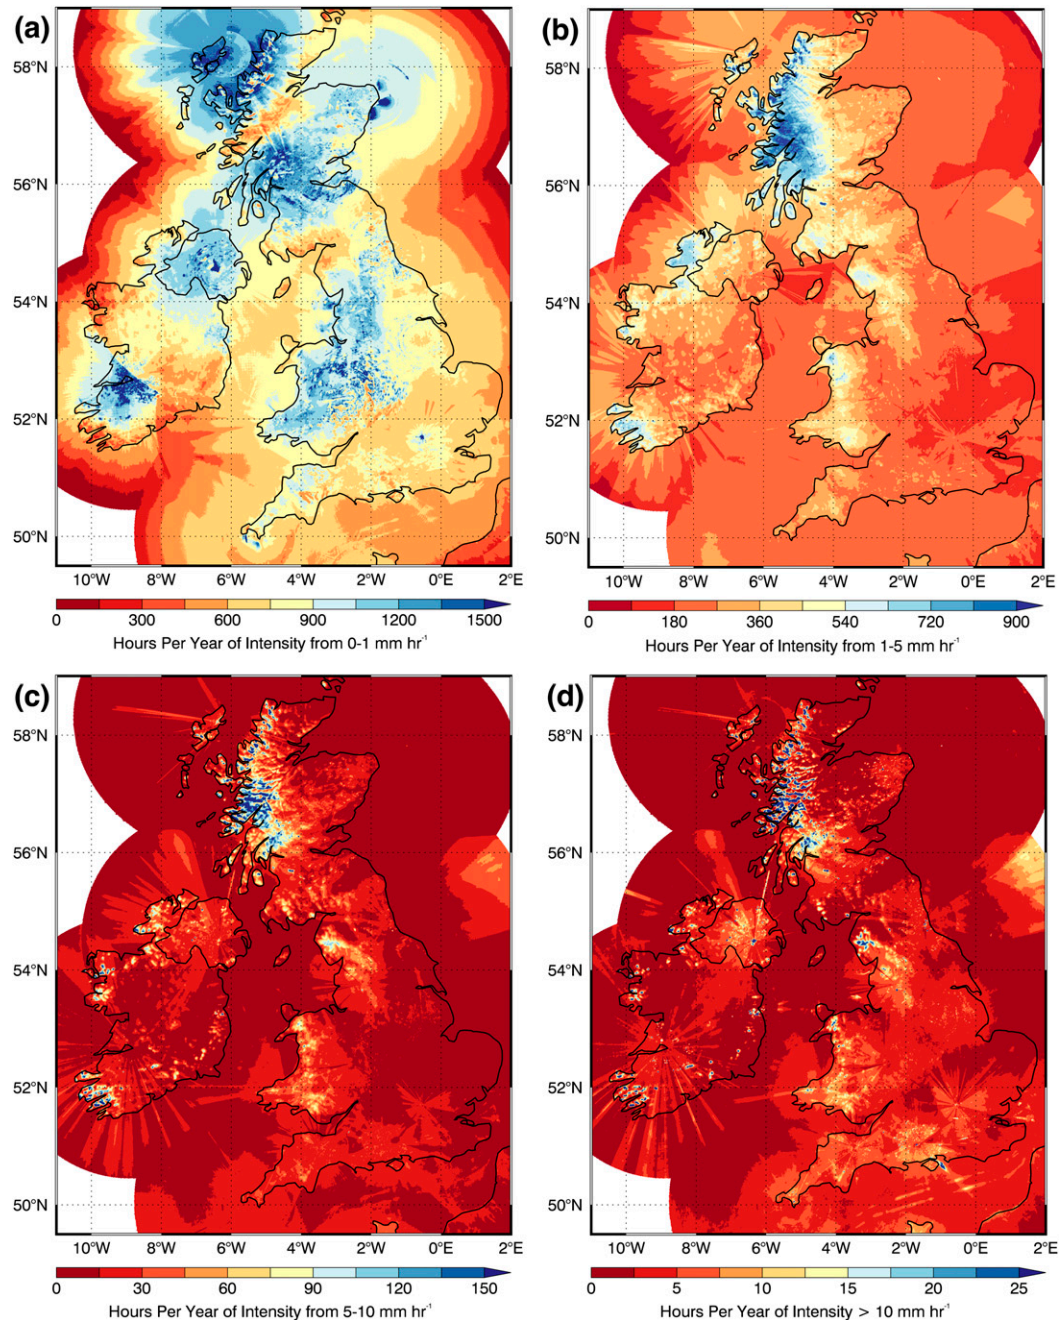 (a)
58°N
56°N
54°N
52°N
50°N
10°W 8°W 6°W 4°W 2°W 0°E 2°E
0 300 600 900 1200 1500
Hours Per Year of Intensity from 0-1 mm hr⁻¹
(b)
58°N
56°N
54°N
52°N
50°N
10°W 8°W 6°W 4°W 2°W 0°E 2°E
0 180 360 540 720 900
Hours Per Year of Intensity from 1-5 mm hr⁻¹
(c)
58°N
56°N
54°N
52°N
50°N
10°W 8°W 6°W 4°W 2°W 0°E 2°E
0 30 60 90 120 150
Hours Per Year of Intensity from 5-10 mm hr⁻¹
(d)
58°N
56°N
54°N
52°N
50°N
10°W 8°W 6°W 4°W 2°W 0°E 2°E
0 5 10 15 20 25
Hours Per Year of Intensity > 10 mm hr⁻¹